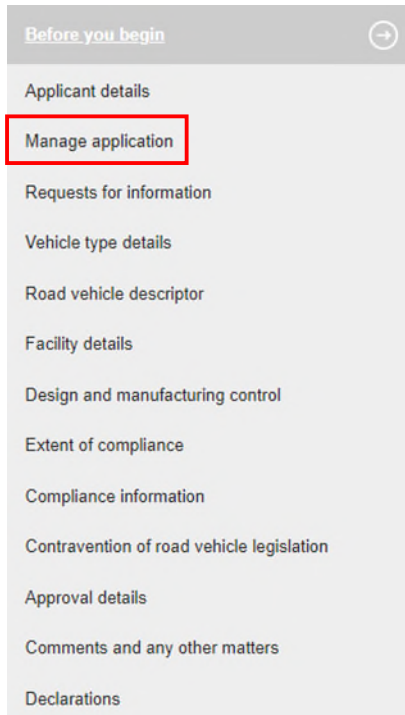 Before you begin
Applicant details
Manage application
Requests for information
Vehicle type details
Road vehicle descriptor
Facility details
Design and manufacturing control
Extent of compliance
Compliance information
Contravention of road vehicle legislation
Approval details
Comments and any other matters
Declarations